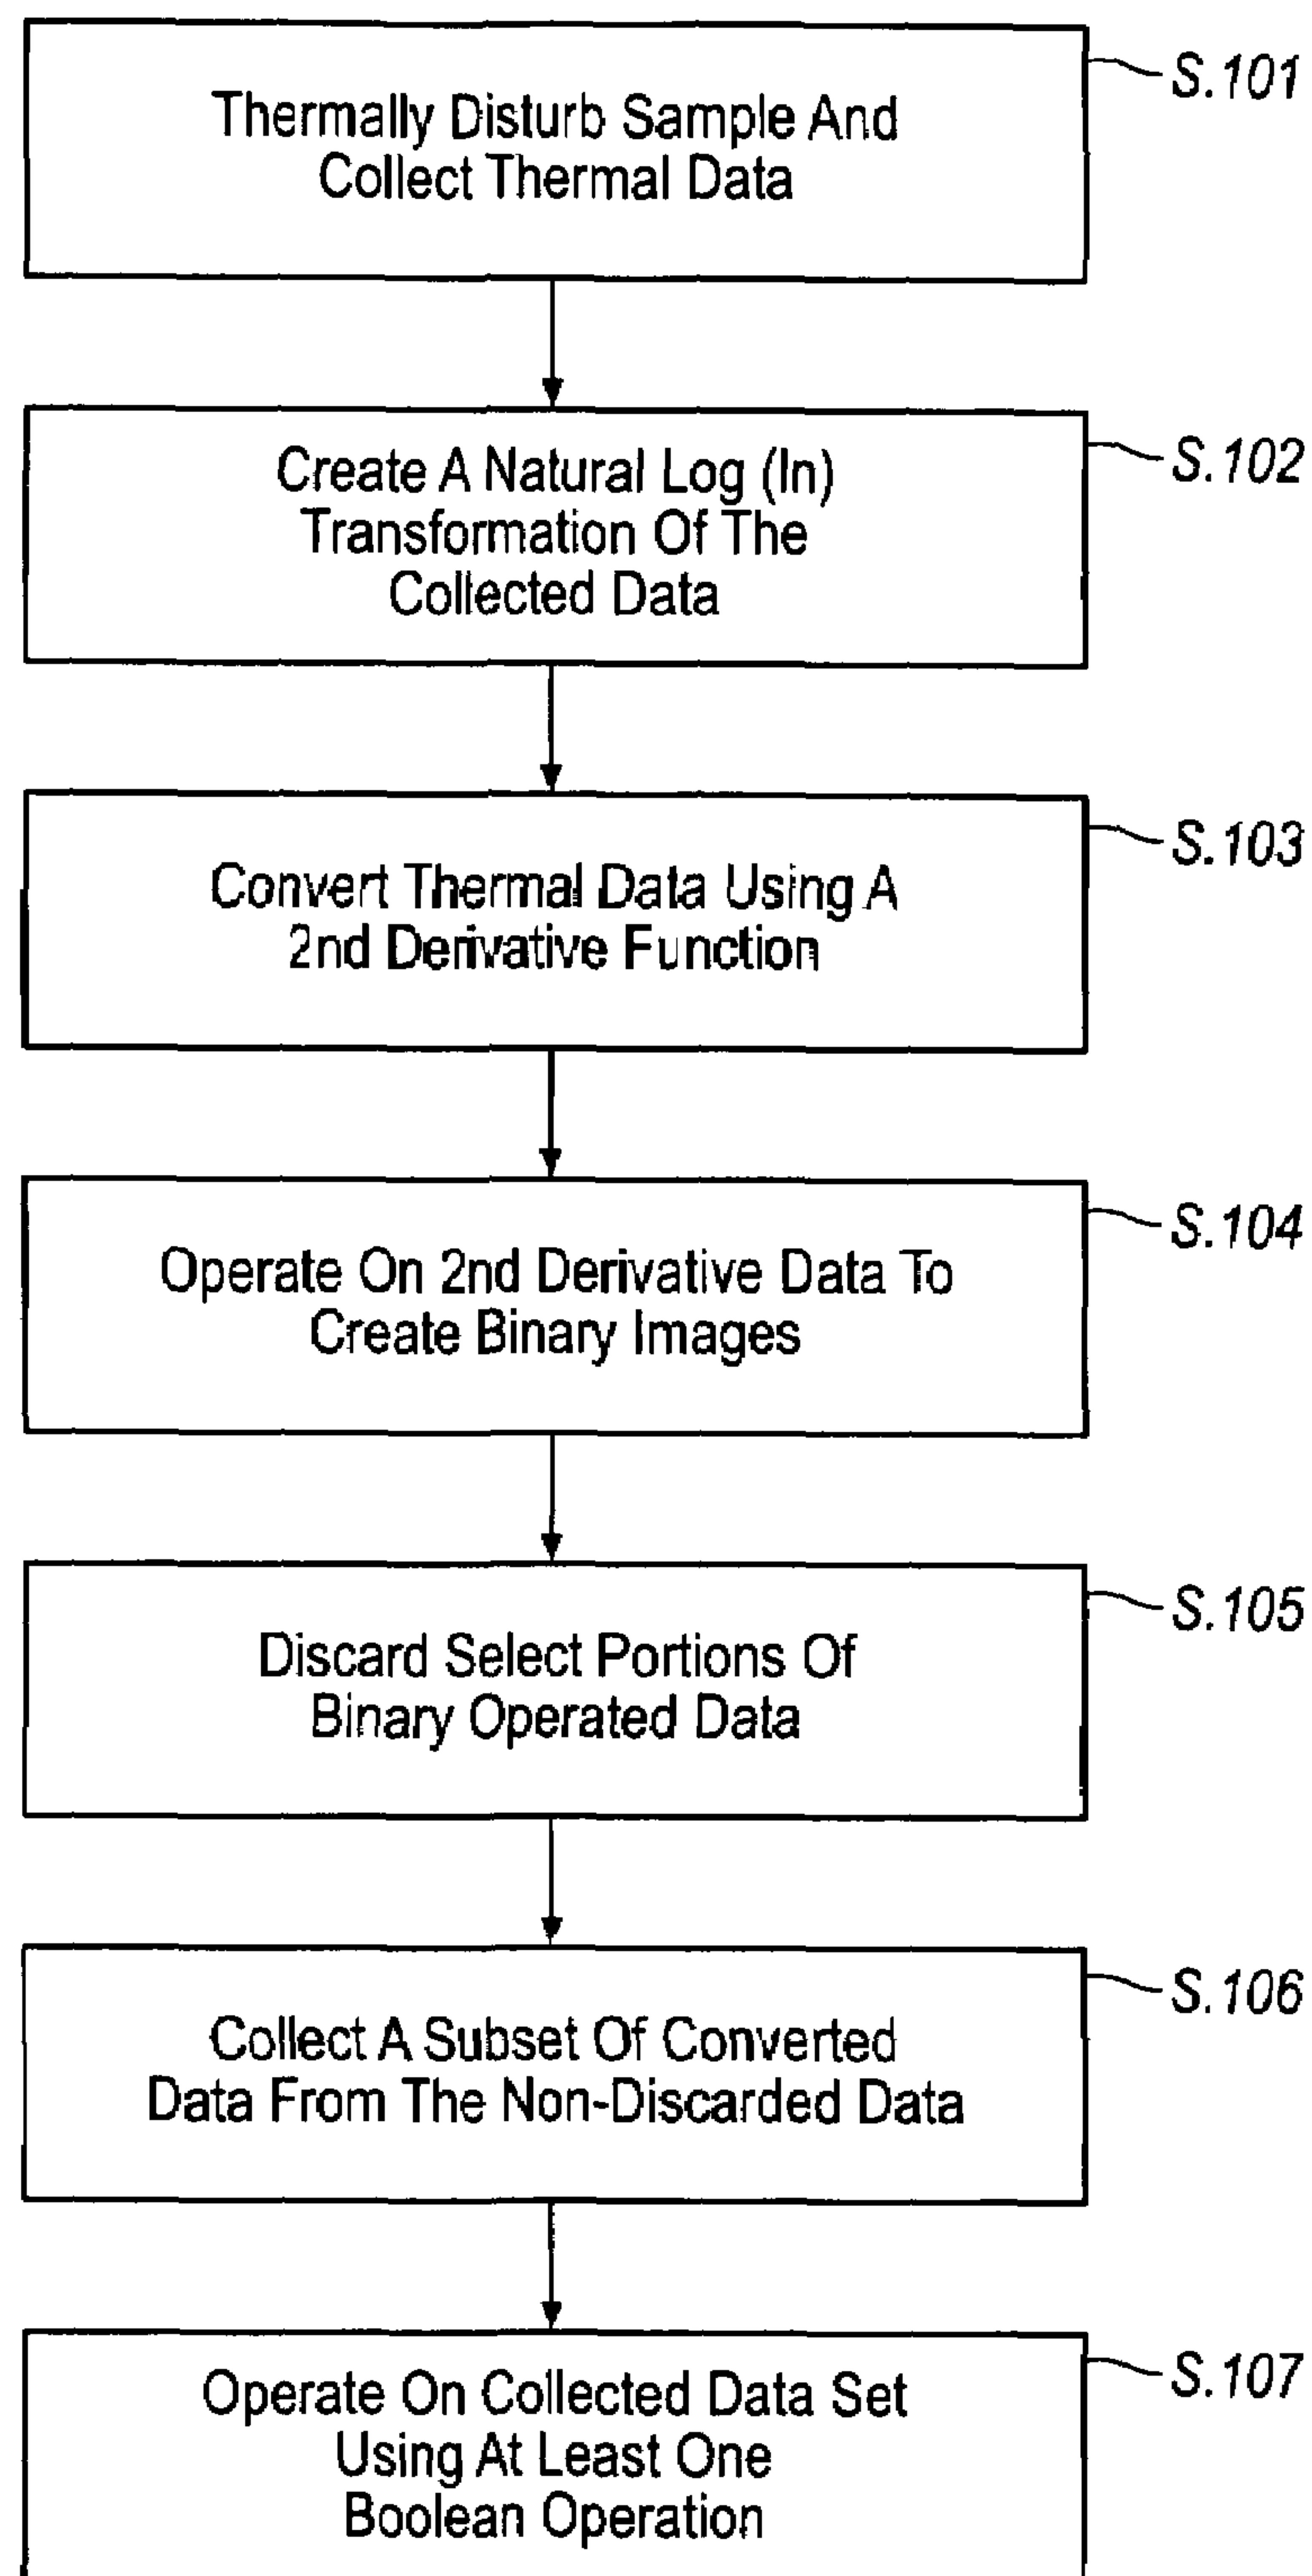 Thermally Disturb Sample And
Collect Thermal Data
S.101
Create A Natural Log (ln)
Transformation Of The
Collected Data
S.102
Convert Thermal Data Using A
2nd Derivative Function
S.103
Operate On 2nd Derivative Data To
Create Binary Images
S.104
Discard Select Portions Of
Binary Operated Data
S.105
Collect A Subset Of Converted
Data From The Non-Discarded Data
S.106
Operate On Collected Data Set
Using At Least One
Boolean Operation
S.107